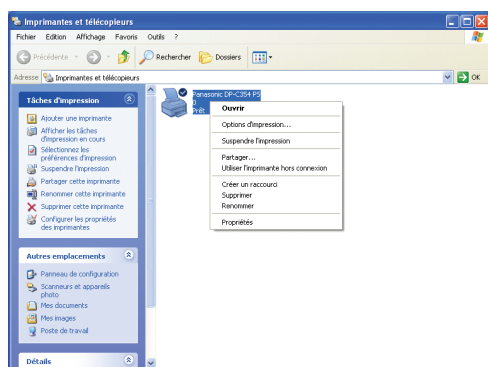 Imprimantes et télécopieurs
Fichier Edition Affichage Favoris Outils ?
Précédente Rechercher Dossiers
Adresse Imprimantes et télécopieurs OK
Tâches d'impression
Ajouter une imprimante
Afficher les tâches
d'impression en cours
Sélectionnez les
préférences d'impression
Suspendre l'impression
Partager cette imprimante
Renommer cette imprimante
Supprimer cette imprimante
Configurer les propriétés
des imprimantes
Autres emplacements
Panneau de configuration
Scanneurs et appareils
photo
Mes documents
Mes images
Poste de travail
Détails
Panasonic DP-C354 PS
0
Prêt
Ouvrir
Options d'impression...
Suspendre l'impression
Partager...
Utiliser l'imprimante hors connexion
Créer un raccourci
Supprimer
Renommer
Propriétés